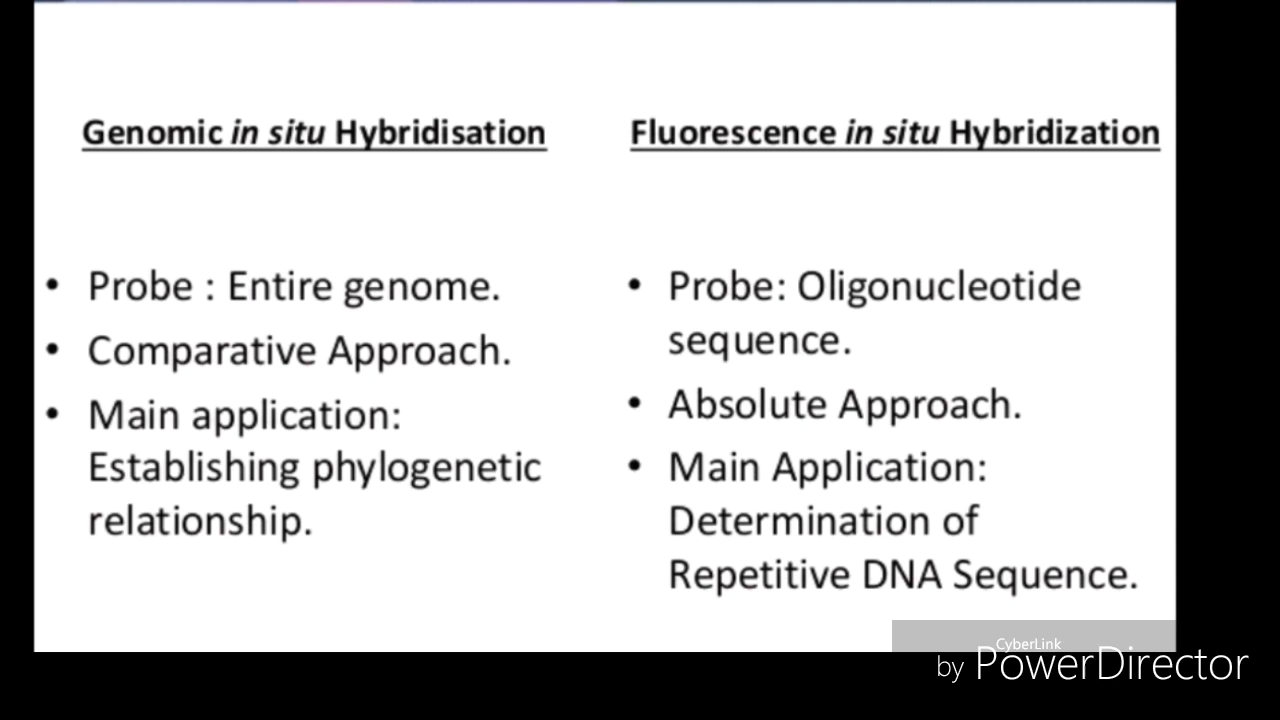 Genomic in situ Hybridisation
• Probe : Entire genome.
• Comparative Approach.
• Main application:
Establishing phylogenetic
relationship.
Fluorescence in situ Hybridization
• Probe: Oligonucleotide
sequence.
• Absolute Approach.
• Main Application:
Determination of
Repetitive DNA Sequence.
CyberLink
by PowerDirector